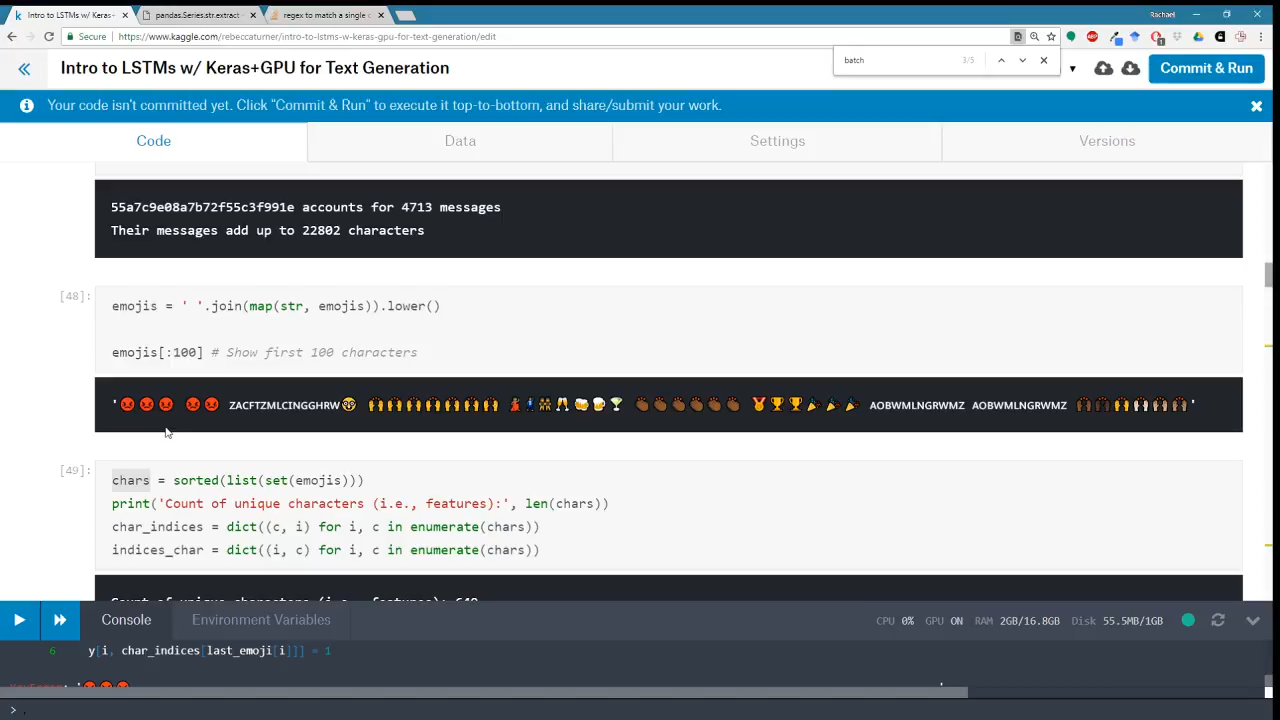 Intro to LSTMs w/ Keras-
pandas.Series.str.extract
regex to match a single c
Rachael
Secure
https://www.kaggle.com/rebeccaturner/intro-to-lstms-w-keras-gpu-for-text-generation/edit
batch
3/5
Intro to LSTMs w/ Keras+GPU for Text Generation
Commit & Run
Your code isn't committed yet. Click "Commit & Run" to execute it top-to-bottom, and share/submit your work.
Code
Data
Settings
Versions
55a7c9e08a7b72f55c3f991e accounts for 4713 messages
Their messages add up to 22802 characters
[48]:
emojis = ' '.join(map(str, emojis)).lower()
emojis[:100] # Show first 100 characters
'😡😡😡 😡😡 ZACFTZMLCINGGHRW AOBWMLNGRWMZ AOBWMLNGRWMZ '
[49]:
chars = sorted(list(set(emojis)))
print('Count of unique characters (i.e., features):', len(chars))
char_indices = dict((c, i) for i, c in enumerate(chars))
indices_char = dict((i, c) for i, c in enumerate(chars))
Count of unique characters (i.e., features):
Console
Environment Variables
CPU 0% GPU ON RAM 2GB/16.8GB Disk 55.5MB/1GB
6 y[i, char_indices[last_emoji[i]]] = 1
KeyError: '😡😡😡 '
> .